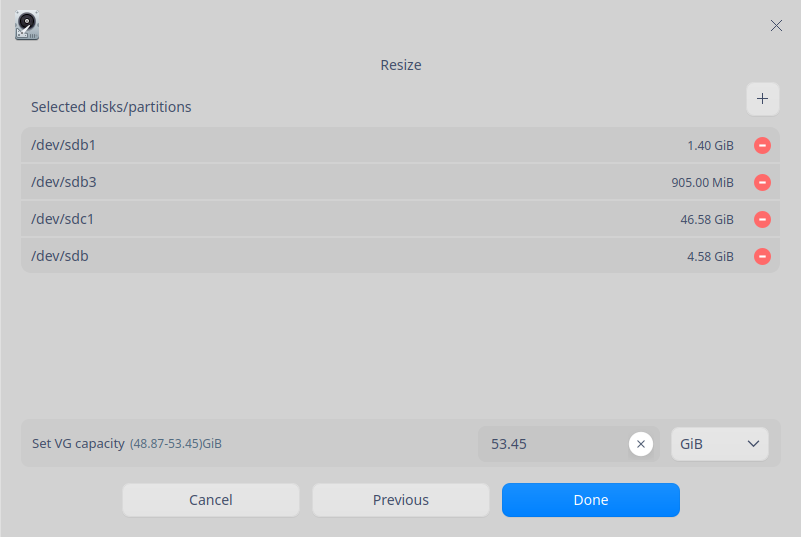 Resize
Selected disks/partitions
/dev/sdb1 1.40 GiB
/dev/sdb3 905.00 MiB
/dev/sdc1 46.58 GiB
/dev/sdb 4.58 GiB
Set VG capacity (48.87-53.45)GiB 53.45 GiB
Cancel Previous Done